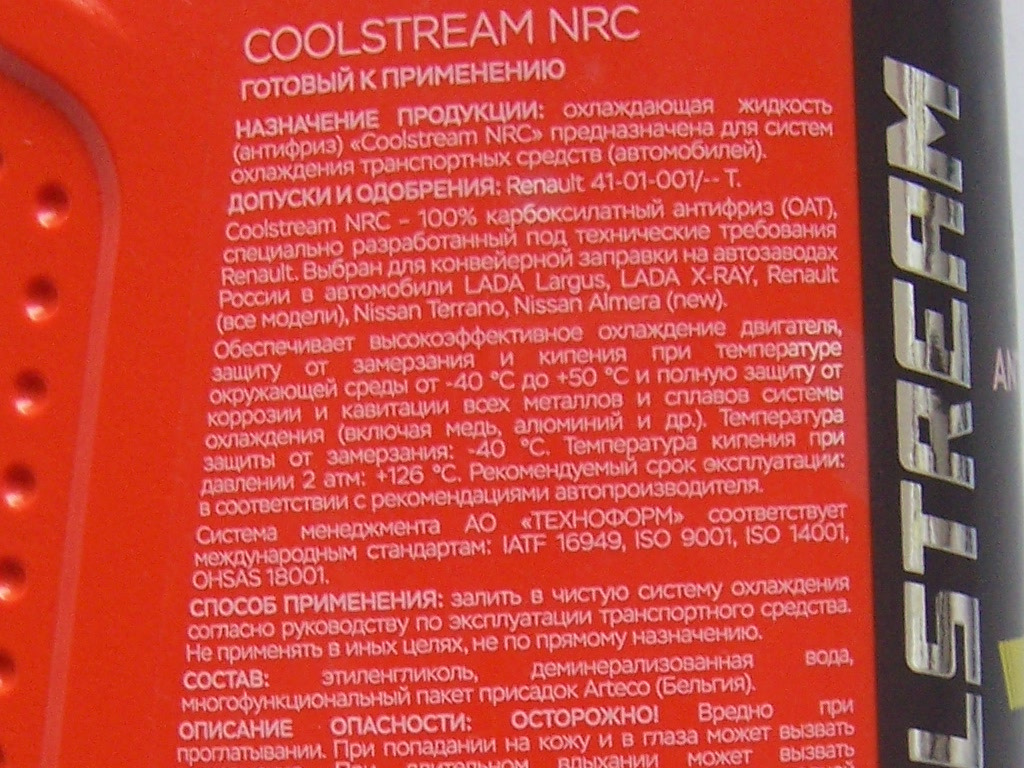 COOLSTREAM NRC
ГОТОВЫЙ К ПРИМЕНЕНИЮ
НАЗНАЧЕНИЕ ПРОДУКЦИИ: охлаждающая жидкость
(антифриз) «Coolstream NRC» предназначена для систем
охлаждения транспортных средств (автомобилей).
ДОПУСКИ И ОДОБРЕНИЯ: Renault 41-01-001/-- T.
Coolstream NRC – 100% карбоксилатный антифриз (OAT),
специально разработанный под технические требования
Renault. Выбран для конвейерной заправки на автозаводах
России в автомобили LADA Largus, LADA X-RAY, Renault
(все модели), Nissan Terrano, Nissan Almera (new).
Обеспечивает высокоэффективное охлаждение двигателя,
защиту от замерзания и кипения при температуре
окружающей среды от -40 °C до +50 °C и полную защиту от
коррозии и кавитации всех металлов и сплавов системы
охлаждения (включая медь, алюминий и др.). Температура
защиты от замерзания: -40 °C. Температура кипения при
давлении 2 атм: +126 °C. Рекомендуемый срок эксплуатации:
в соответствии с рекомендациями автопроизводителя.
Система менеджмента АО «ТЕХНОФОРМ» соответствует
международным стандартам: IATF 16949, ISO 9001, ISO 14001,
OHSAS 18001.
СПОСОБ ПРИМЕНЕНИЯ: залить в чистую систему охлаждения
согласно руководству по эксплуатации транспортного средства.
Не применять в иных целях, не по прямому назначению.
СОСТАВ: этиленгликоль, деминерализованная вода,
многофункциональный пакет присадок Arteco (Бельгия).
ОПИСАНИЕ ОПАСНОСТИ: ОСТОРОЖНО! Вредно при
проглатывании. При попадании на кожу и в глаза может вызвать
При длительном вдыхании может вызвать
LSTREAM
AN